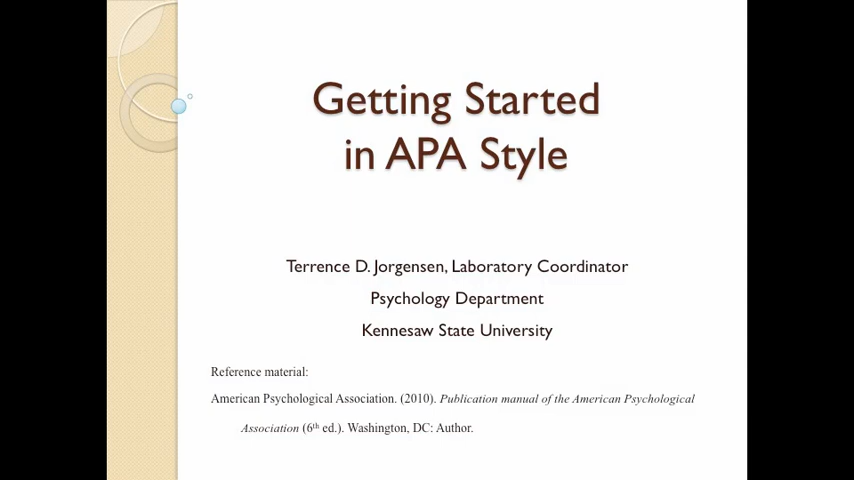 Getting Started
in APA Style
Terrence D. Jorgensen, Laboratory Coordinator
Psychology Department
Kennesaw State University
Reference material:
American Psychological Association. (2010). Publication manual of the American Psychological
Association (6th ed.). Washington, DC: Author.